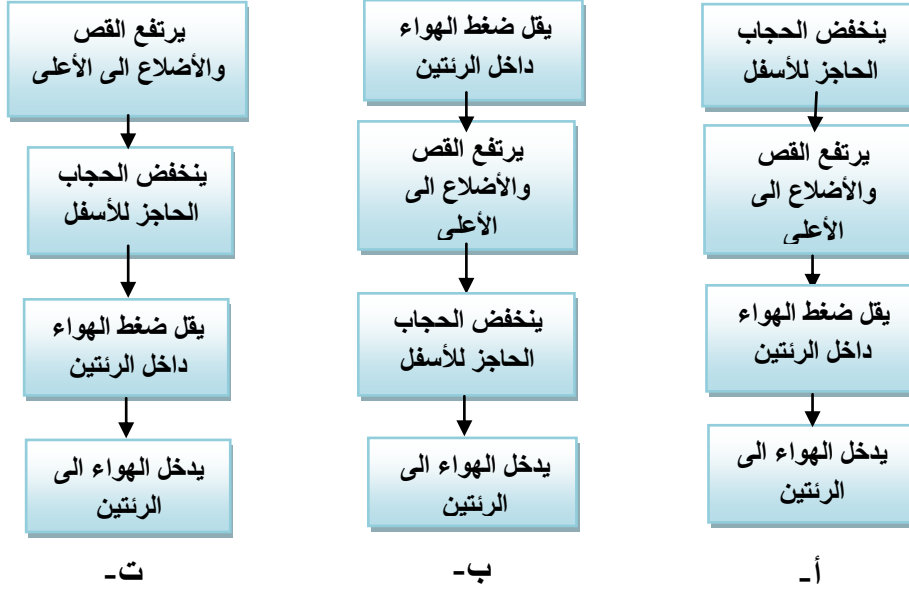 ينخفض الحجاب
الحاجز للأسفل
يرتفع القص
والأضلاع الى
الأعلى
يقل ضغط الهواء
داخل الرئتين
يدخل الهواء الى
الرئتين
أ-
يقل ضغط الهواء
داخل الرئتين
يرتفع القص
والأضلاع الى
الأعلى
ينخفض الحجاب
الحاجز للأسفل
يدخل الهواء الى
الرئتين
ب-
يرتفع القص
والأضلاع الى الأعلى
ينخفض الحجاب
الحاجز للأسفل
يقل ضغط الهواء
داخل الرئتين
يدخل الهواء الى
الرئتين
ت-